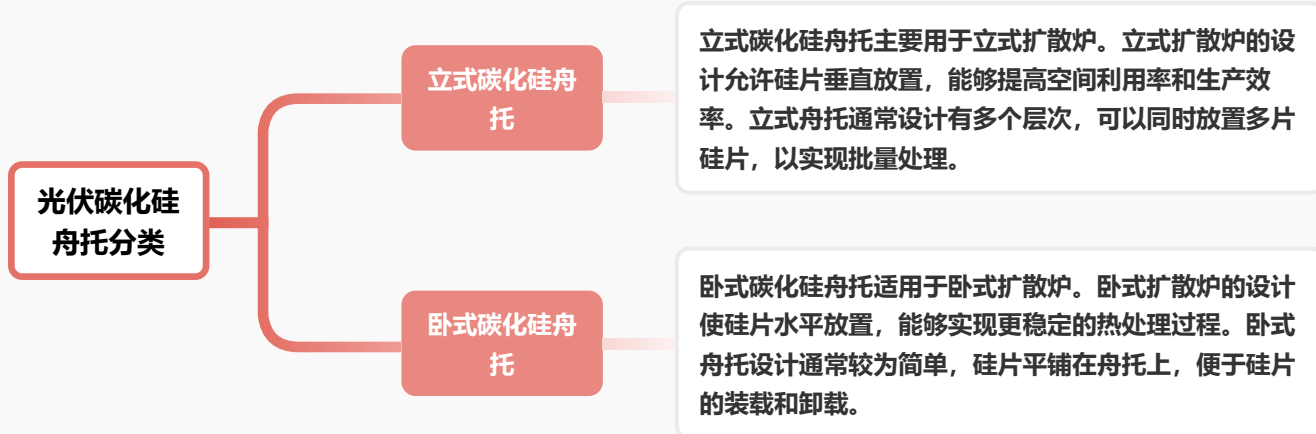 光伏碳化硅
舟托分类
立式碳化硅舟
托
立式碳化硅舟托主要用于立式扩散炉。立式扩散炉的设
计允许硅片垂直放置，能够提高空间利用率和生产效
率。立式舟托通常设计有多个层次，可以同时放置多片
硅片，以实现批量处理。
卧式碳化硅舟
托
卧式碳化硅舟托适用于卧式扩散炉。卧式扩散炉的设计
使硅片水平放置，能够实现更稳定的热处理过程。卧式
舟托设计通常较为简单，硅片平铺在舟托上，便于硅片
的装载和卸载。